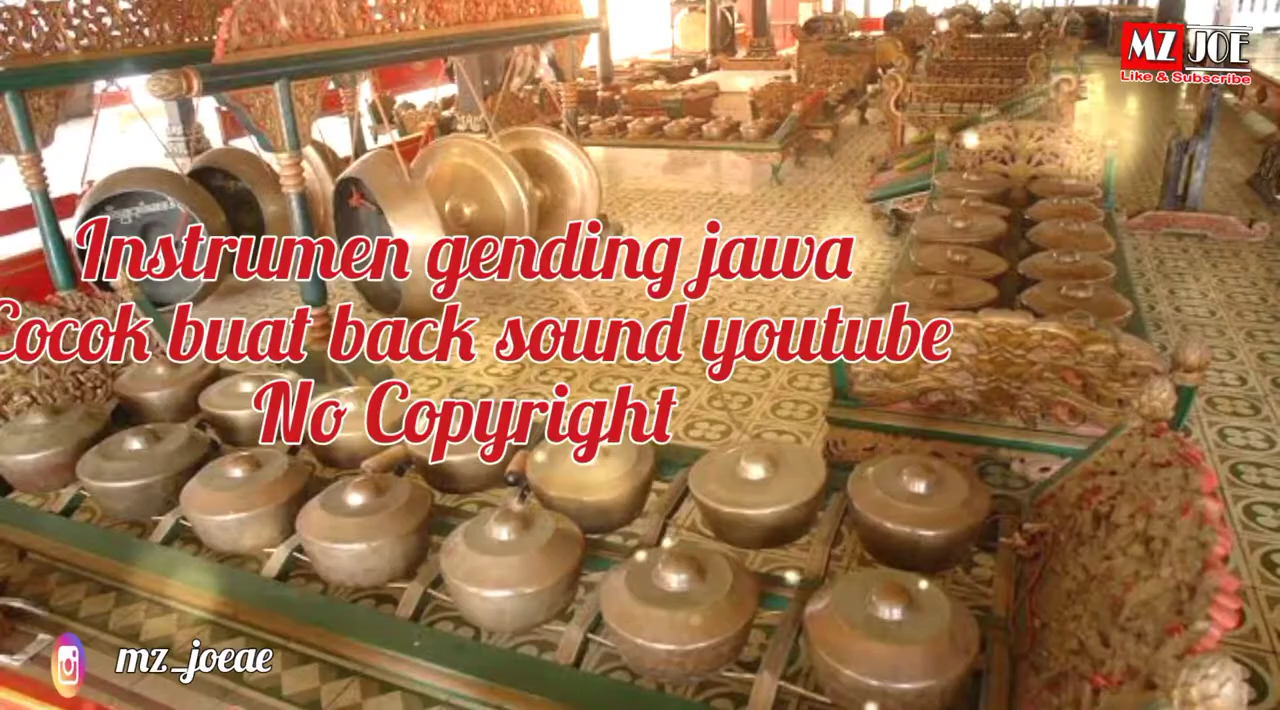 MZ JOE
Like & Subscribe
Instrumen gending jawa
Cocok buat back sound youtube
No Copyright
mz_joeae